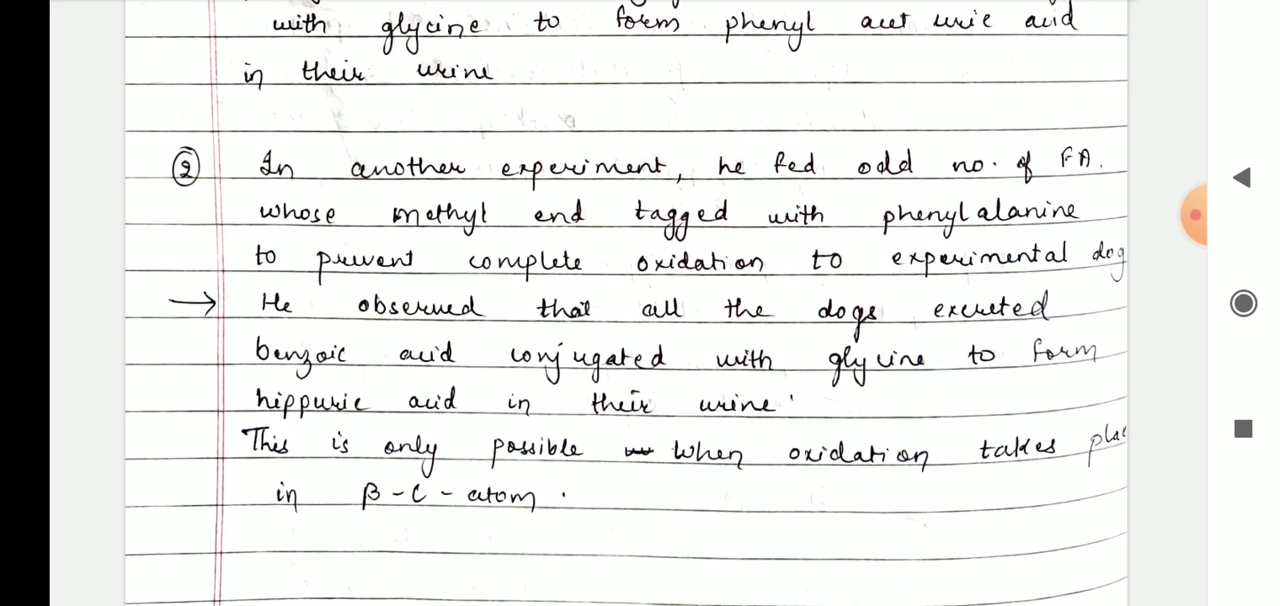 with glycine to form phenyl acet uric acid
in their urine
② In another experiment, he fed odd no. of FA.
whose methyl end tagged with phenylalanine
to prevent complete oxidation to experimental dog
→ He observed that all the dogs excreted
benzoic acid conjugated with glycine to form
hippuric acid in their urine.
This is only possible when oxidation takes plac
in β-C-atom.